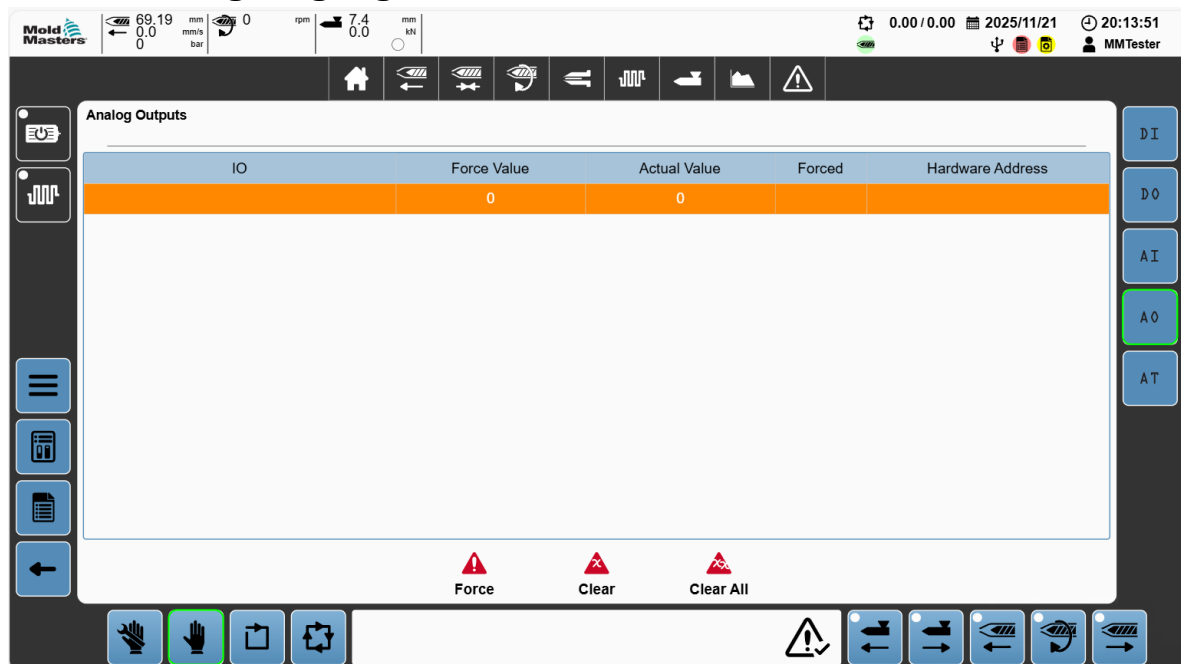 Mold
Masters
69.19 mm
0.0 mm/s
0 bar
0 rpm
7.4 mm
0.0 kN
0.00 / 0.00
2025/11/21
20:13:51
MMTester
Analog Outputs
IO Force Value Actual Value Forced Hardware Address
0 0
DI
DO
AI
AO
AT
Force Clear Clear All